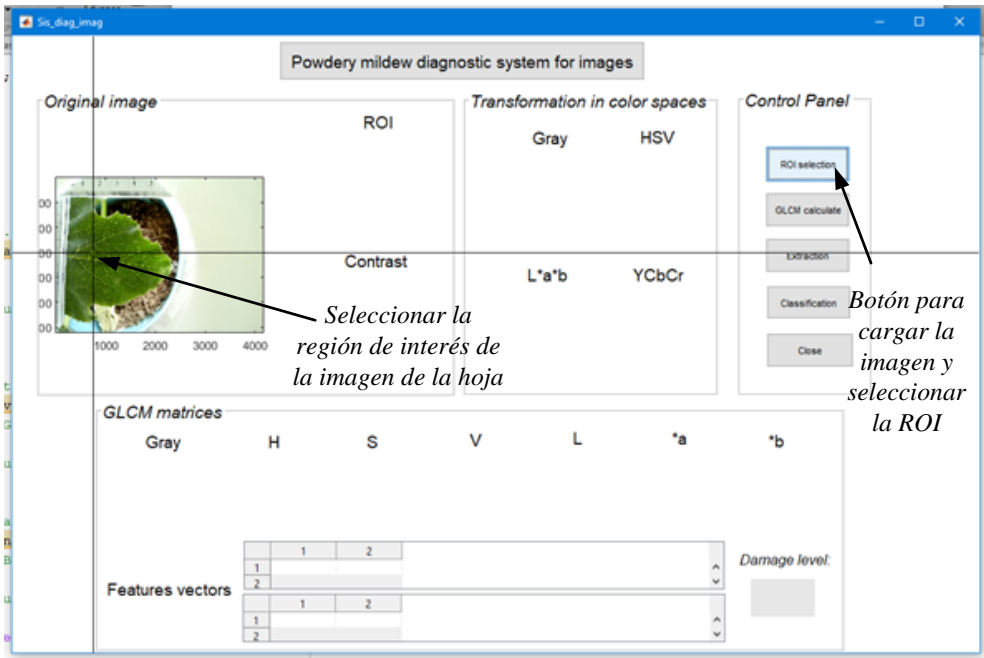 Sis_diag_imag
Powdery mildew diagnostic system for images
Original image
ROI
Contrast
1000 2000 3000 4000
Seleccionar la
región de interés de
la imagen de la hoja
Transformation in color spaces
Gray HSV
L*a*b YCbCr
Control Panel
ROI selection
GLCM calculate
Extraction
Classification
Close
Botón para
cargar la
imagen y
seleccionar
la ROI
GLCM matrices
Gray H S V L *a *b
Features vectors
1 2
1
2
1 2
1
2
Damage level: